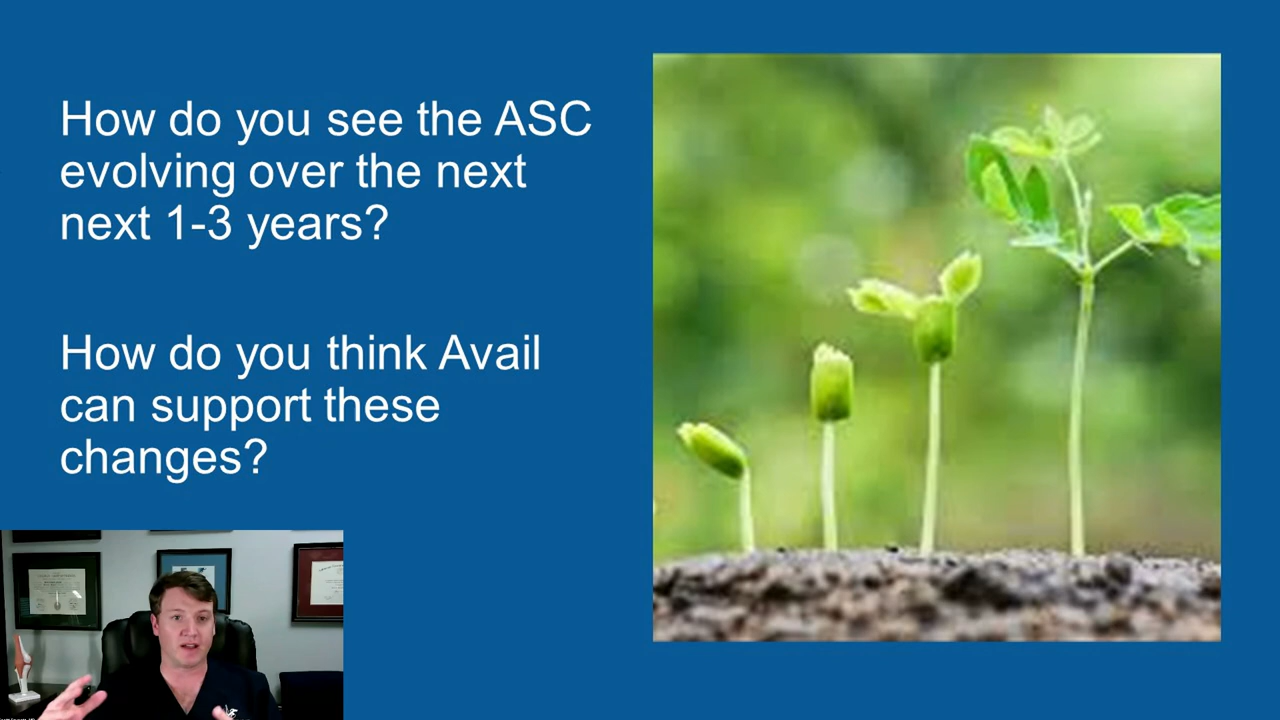 How do you see the ASC
evolving over the next
next 1-3 years?
How do you think Avail
can support these
changes?